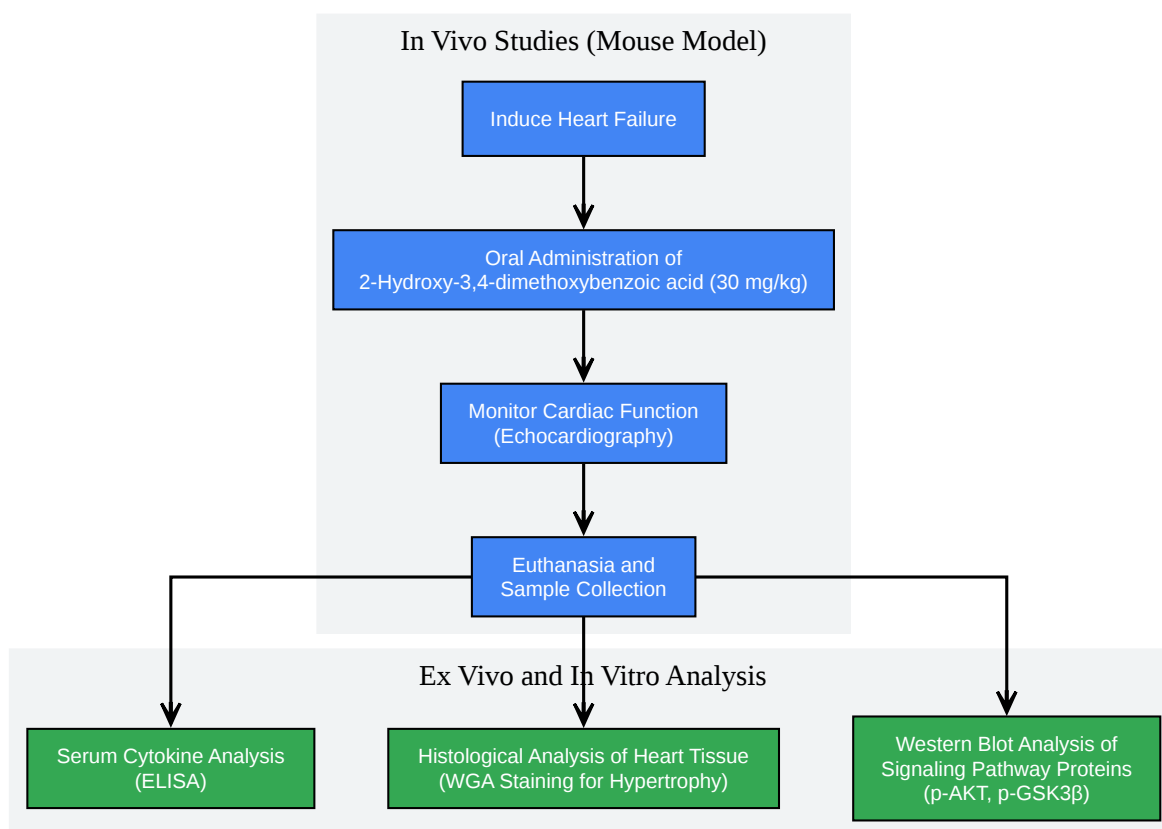 In Vivo Studies (Mouse Model)
Induce Heart Failure
Oral Administration of
2-Hydroxy-3,4-dimethoxybenzoic acid (30 mg/kg)
Monitor Cardiac Function
(Echocardiography)
Euthanasia and
Sample Collection
Ex Vivo and In Vitro Analysis
Serum Cytokine Analysis
(ELISA)
Histological Analysis of Heart Tissue
(WGA Staining for Hypertrophy)
Western Blot Analysis of
Signaling Pathway Proteins
(p-AKT, p-GSK3β)